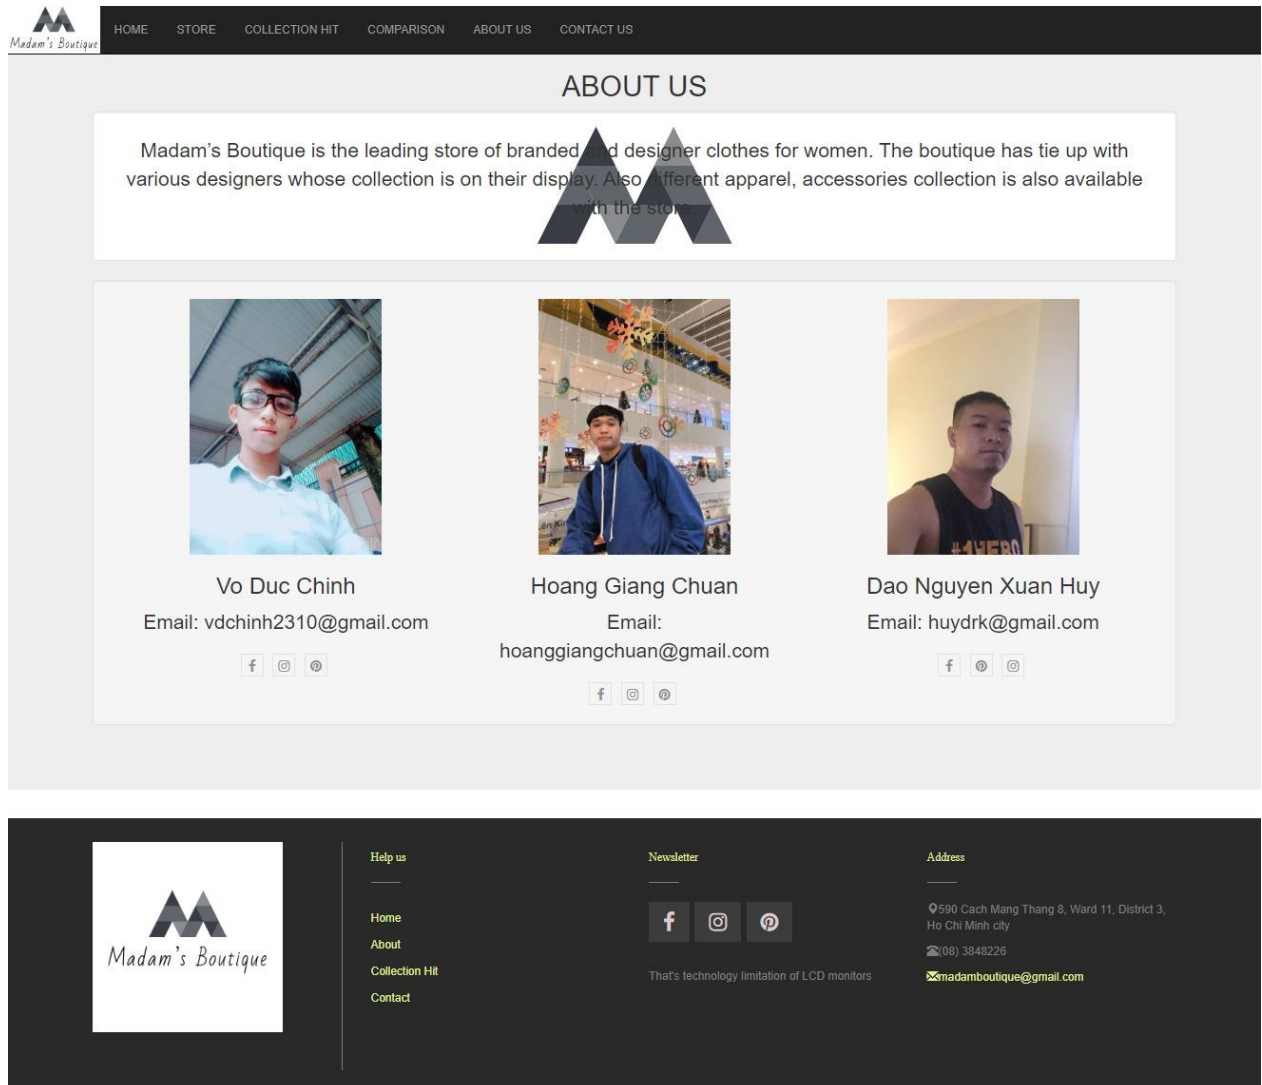 Madam's Boutique
HOME STORE COLLECTION HIT COMPARISON ABOUT US CONTACT US
ABOUT US
Madam's Boutique is the leading store of branded and designer clothes for women. The boutique has tie up with
various designers whose collection is on their display. Also different apparel, accessories collection is also available
with the store.
Vo Duc Chinh
Email: vdchinh2310@gmail.com
Hoang Giang Chuan
Email:
hoanggiangchuan@gmail.com
Dao Nguyen Xuan Huy
Email: huydrk@gmail.com
Madam's Boutique
Help us
Home
About
Collection Hit
Contact
Newsletter
That's technology limitation of LCD monitors
Address
590 Cach Mang Thang 8, Ward 11, District 3,
Ho Chi Minh city
(08) 3848226
madamboutique@gmail.com